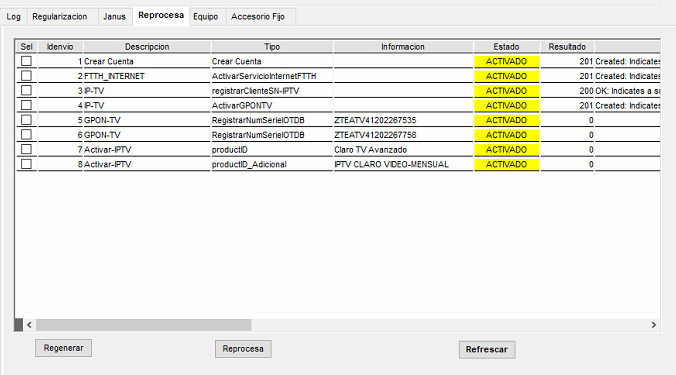 Log Regularizacion Janus Reprocesa Equipo Accesorio Fijo
Sel Idenvio Descripcion Tipo Informacion Estado Resultado
1 Crear Cuenta Crear Cuenta ACTIVADO 201 Created: Indicates
2 FTTH_INTERNET ActivarServicioInternetFTTH ACTIVADO 201 Created: Indicates
3 IP-TV registrarClienteSN-IPTV ACTIVADO 200 OK: Indicates a su
4 IP-TV ActivarGPONTV ACTIVADO 201 Created: Indicates
5 GPON-TV RegistrarNumSerieIOTDB ZTEATV41202267535 ACTIVADO 0
6 GPON-TV RegistrarNumSerieIOTDB ZTEATV41202267758 ACTIVADO 0
7 Activar-IPTV productID Claro TV Avanzado ACTIVADO 0
8 Activar-IPTV productID_Adicional IPTV CLARO VIDEO-MENSUAL ACTIVADO 0
Regenerar Reprocesa Refrescar